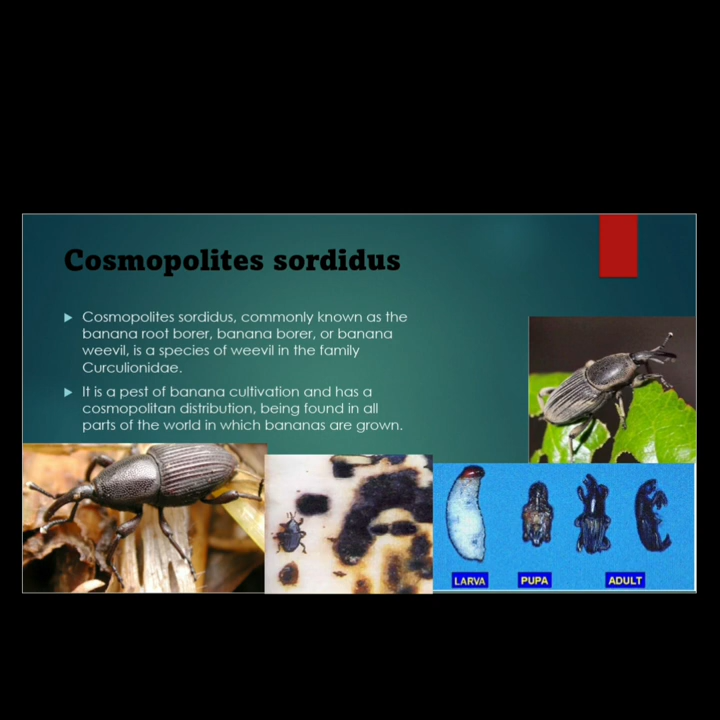 Cosmopolites sordidus
Cosmopolites sordidus, commonly known as the
banana root borer, banana borer, or banana
weevil, is a species of weevil in the family
Curculionidae.
It is a pest of banana cultivation and has a
cosmopolitan distribution, being found in all
parts of the world in which bananas are grown.
LARVA PUPA ADULT